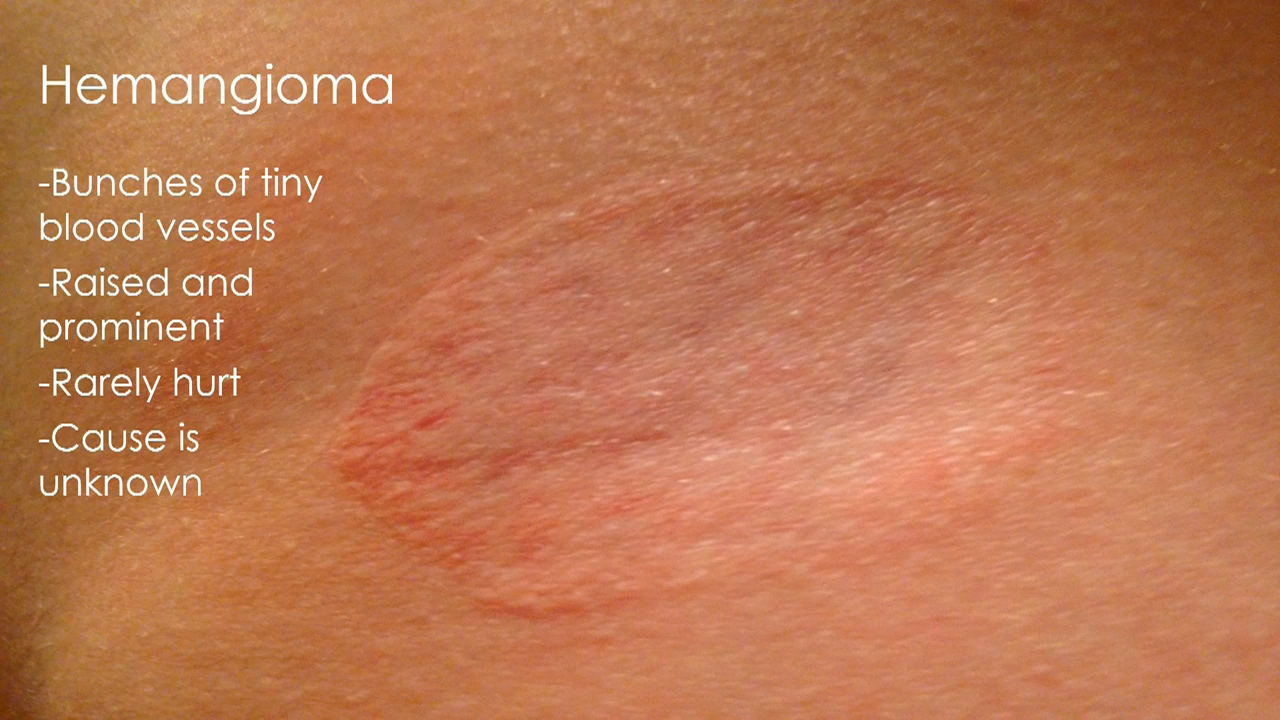 Hemangioma
-Bunches of tiny
blood vessels
-Raised and
prominent
-Rarely hurt
-Cause is
unknown